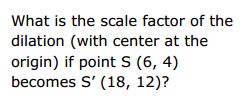 What is the scale factor of the
dilation (with center at the
origin) if point S (6, 4)
becomes S’ (18, 12)?